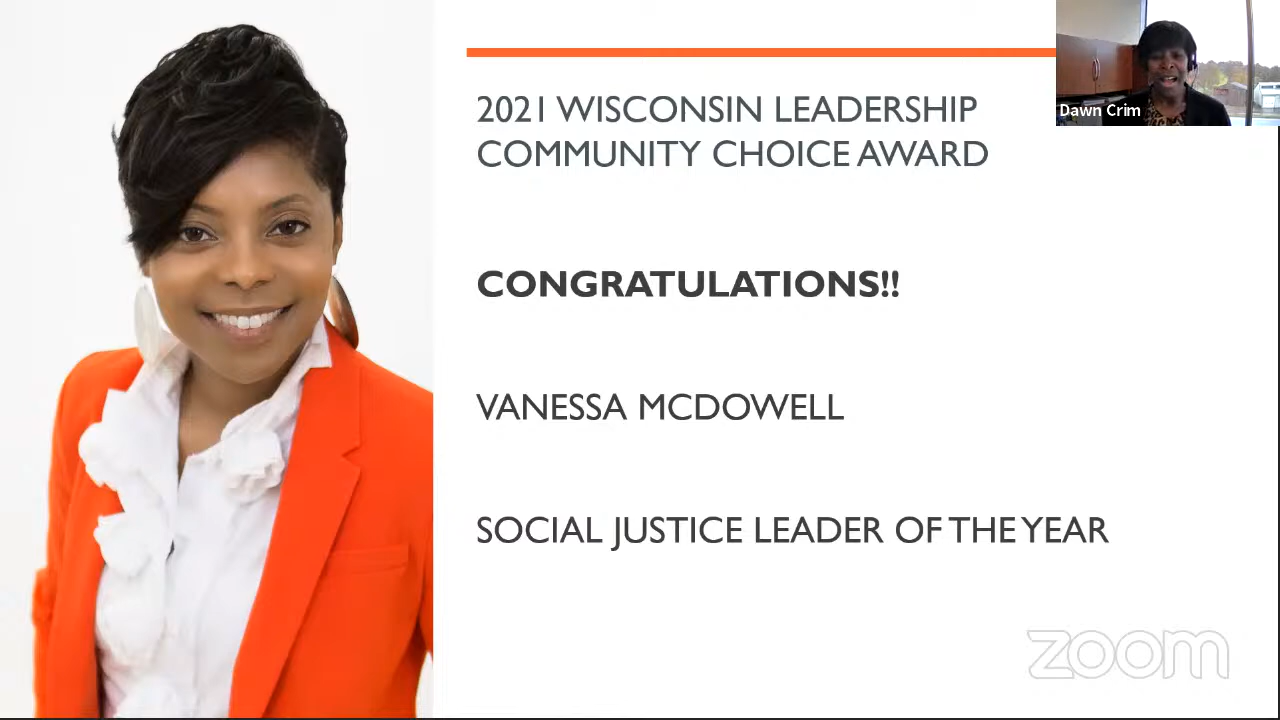 2021 WISCONSIN LEADERSHIP
COMMUNITY CHOICE AWARD
Dawn Crim
CONGRATULATIONS!!
VANESSA MCDOWELL
SOCIAL JUSTICE LEADER OF THE YEAR
zoom